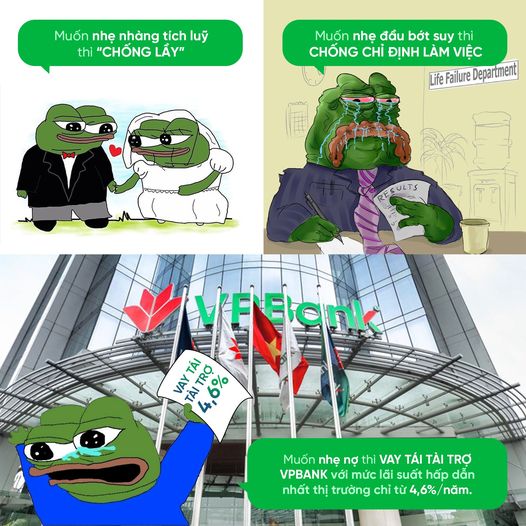 Muốn nhẹ nhàng tích luỹ
thì "CHỐNG LẦY"
Muốn nhẹ đầu bớt suy thì
CHỐNG CHỈ ĐỊNH LÀM VIỆC
Life Failure Department
RESULTS
VPBank
VAY TÁI
TÀI TRỢ
4,6%
Muốn nhẹ nợ thì VAY TÁI TÀI TRỢ
VPBANK với mức lãi suất hấp dẫn
nhất thị trường chỉ từ 4,6%/năm.